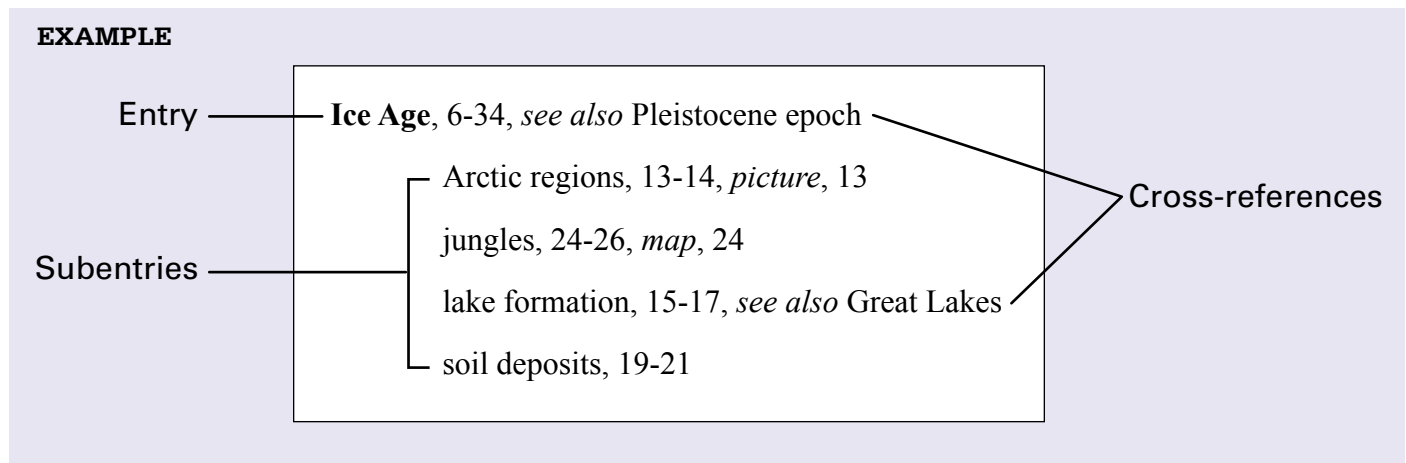 EXAMPLE
Entry
Ice Age, 6-34, see also Pleistocene epoch
Arctic regions, 13-14, picture, 13
Cross-references
jungles, 24-26, map, 24
Subentries
lake formation, 15-17, see also Great Lakes
soil deposits, 19-21